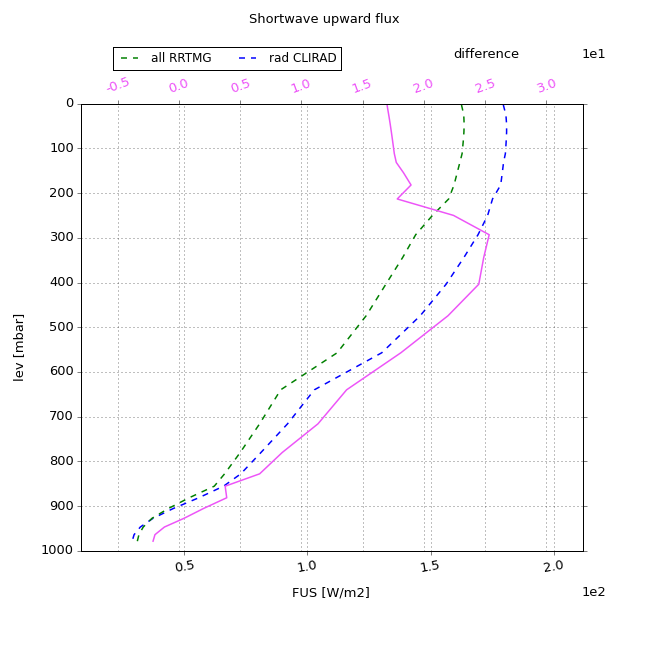 Shortwave upward flux
all RRTMG rad CLIRAD difference 1e1
-0.5 0.0 0.5 1.0 1.5 2.0 2.5 3.0
0
100
200
300
400
500
600
700
800
900
1000
lev [mbar]
0.5 1.0 1.5 2.0
FUS [W/m2] 1e2